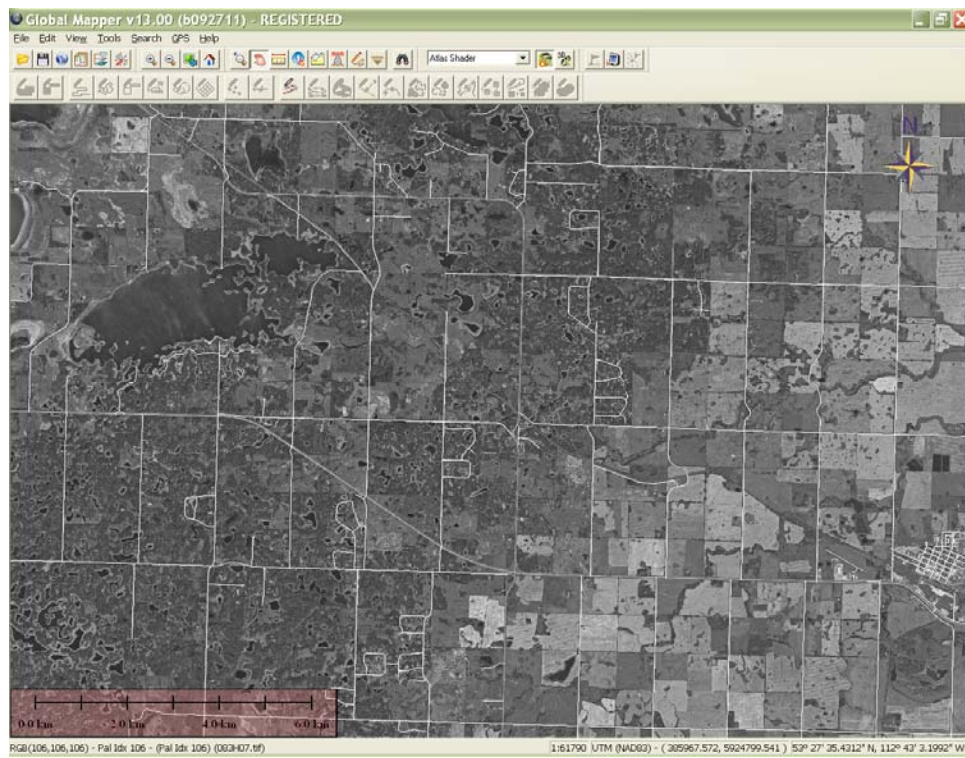 Global Mapper v13.00 (b092711) - REGISTERED
File Edit View Tools Search GPS Help
Atlas Shader
N
0.0 km 2.0 km 4.0 km 6.0 km
RGB(106,106,106) - Pal Idx 106 - (Pal Idx 106) (083H07.tif) 1:61790 UTM (NAD83) - ( 385967.572, 5924799.541 ) 53° 27' 35.4312" N, 112° 43' 3.1992" W